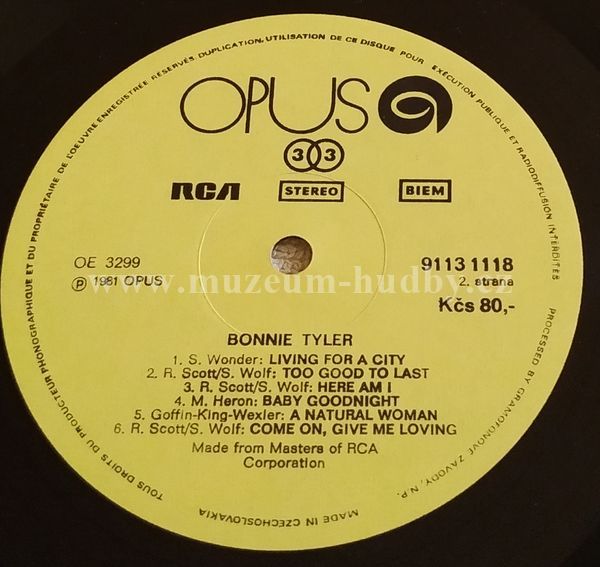 TOUS DROITS DU PRODUCTEUR PHONOGRAPHIQUE ET DU PROPRIÉTAIRE DE L'OEUVRE ENREGISTRÉE RESERVÉS. DUPLICATION, UTILISATION DE CE DISQUE POUR EXÉCUTION PUBLIQUE ET RADIODIFFUSION INTERDITES
OPUS
33
RCA STEREO BIEM
OE 3299 9113 1118
℗ 1981 OPUS 2. strana
Kčs 80,-
www.muzeum-hudby.cz
BONNIE TYLER
1. S. Wonder: LIVING FOR A CITY
2. R. Scott/S. Wolf: TOO GOOD TO LAST
3. R. Scott/S. Wolf: HERE AM I
4. M. Heron: BABY GOODNIGHT
5. Goffin-King-Wexler: A NATURAL WOMAN
6. R. Scott/S. Wolf: COME ON, GIVE ME LOVING
Made from Masters of RCA
Corporation
PROCESSED BY GRAMOFONOVÉ ZÁVODY, N.P.
MADE IN CZECHOSLOVAKIA